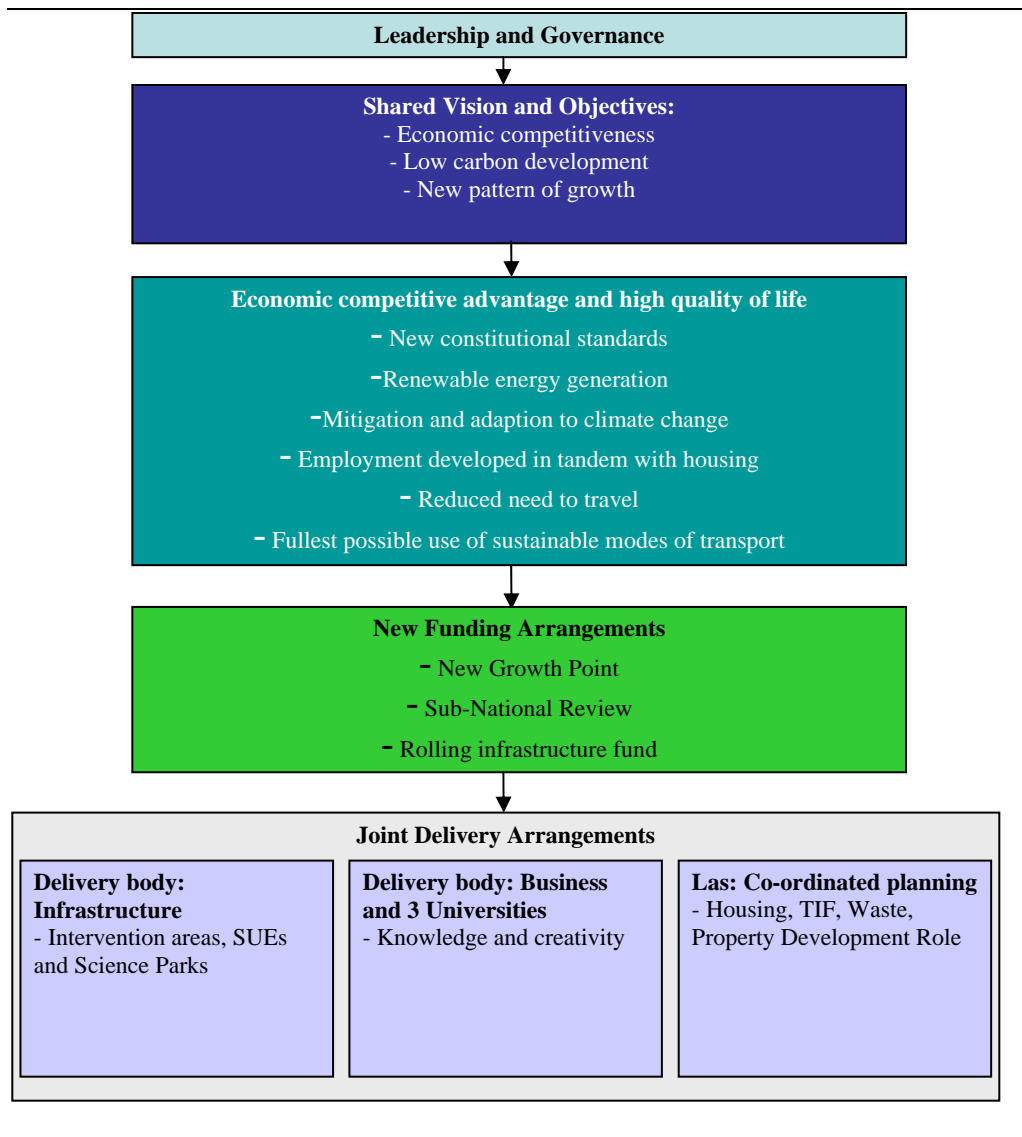 Leadership and Governance
Shared Vision and Objectives:
- Economic competitiveness
- Low carbon development
- New pattern of growth
Economic competitive advantage and high quality of life
- New constitutional standards
-Renewable energy generation
-Mitigation and adaption to climate change
- Employment developed in tandem with housing
- Reduced need to travel
- Fullest possible use of sustainable modes of transport
New Funding Arrangements
- New Growth Point
- Sub-National Review
- Rolling infrastructure fund
Joint Delivery Arrangements
Delivery body:
Infrastructure
- Intervention areas, SUEs
and Science Parks
Delivery body: Business
and 3 Universities
- Knowledge and creativity
Las: Co-ordinated planning
- Housing, TIF, Waste,
Property Development Role